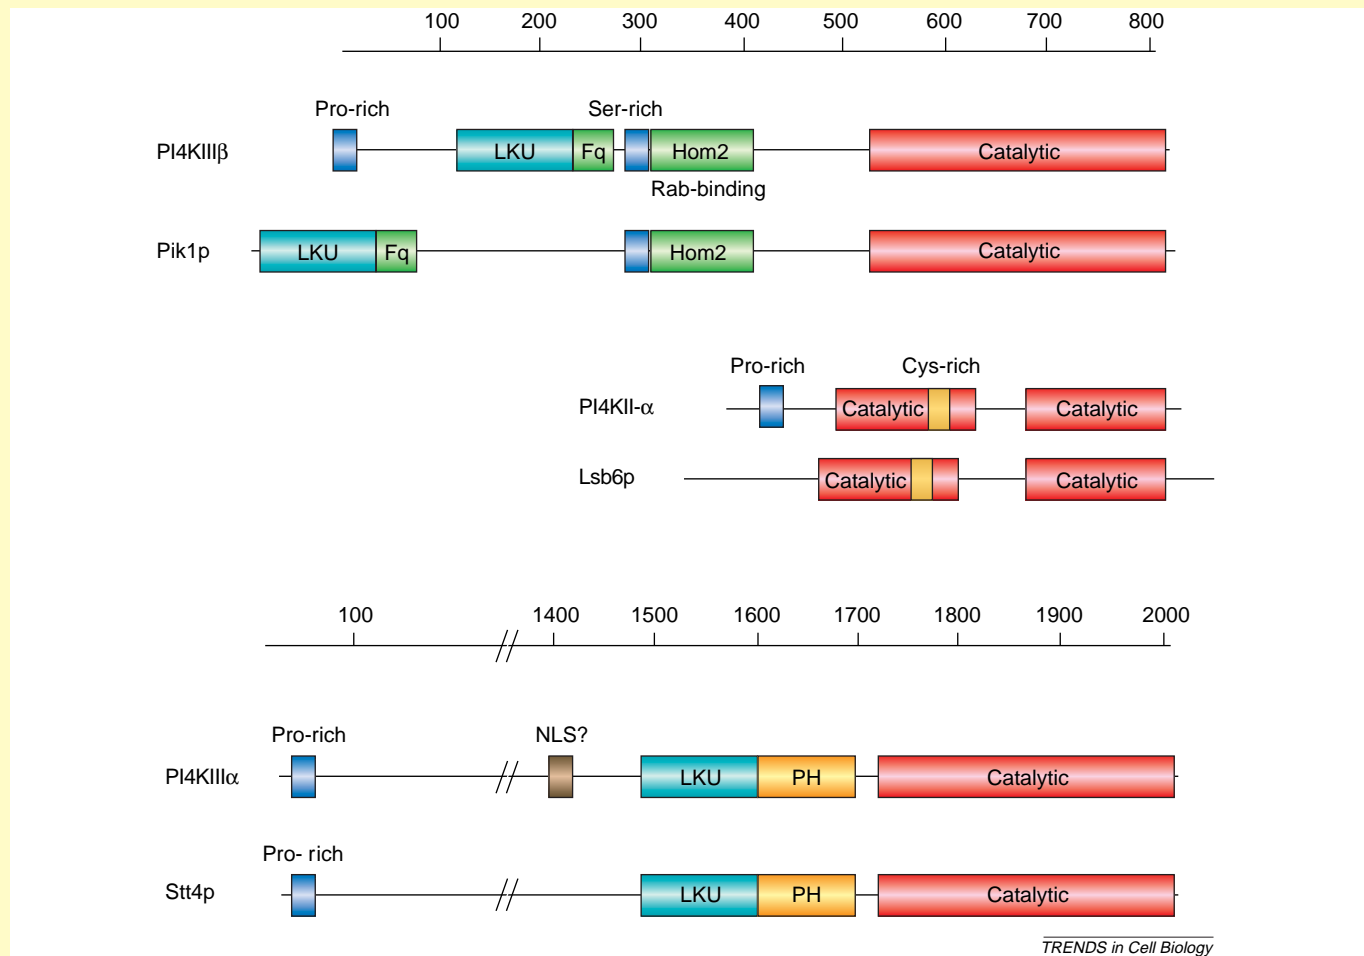 100 200 300 400 500 600 700 800
Pro-rich Ser-rich
PI4KIIIβ LKU Fq Hom2 Catalytic
Rab-binding
Pik1p LKU Fq Hom2 Catalytic
Pro-rich Cys-rich
PI4KII-α Catalytic Catalytic
Lsb6p Catalytic Catalytic
100 1400 1500 1600 1700 1800 1900 2000
Pro-rich NLS?
PI4KIIIα LKU PH Catalytic
Pro- rich
Stt4p LKU PH Catalytic
TRENDS in Cell Biology